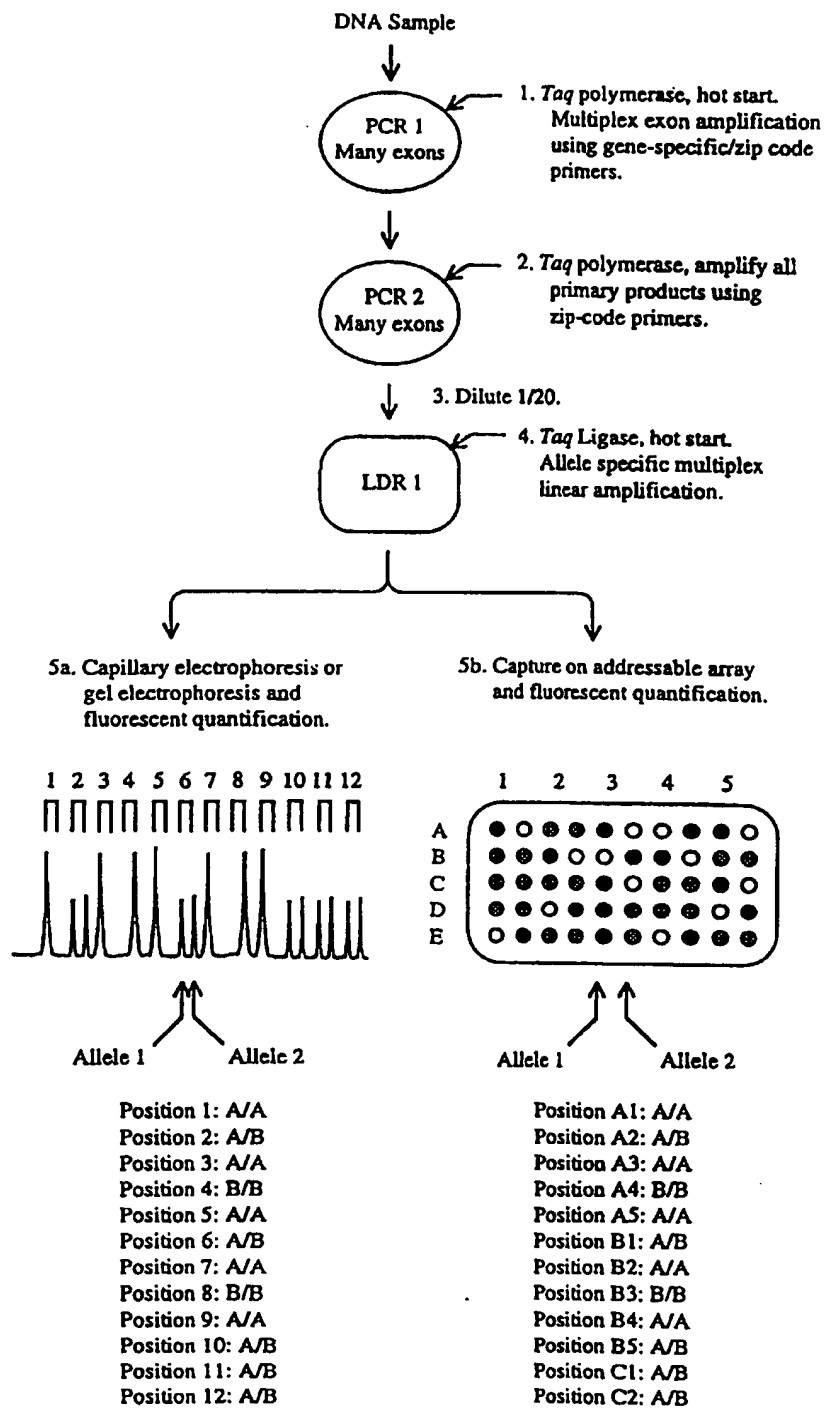 DNA Sample
PCR 1
Many exons
1. Taq polymerase, hot start.
Multiplex exon amplification
using gene-specific/zip code
primers.
PCR 2
Many exons
2. Taq polymerase, amplify all
primary products using
zip-code primers.
3. Dilute 1/20.
LDR 1
4. Taq Ligase, hot start.
Allele specific multiplex
linear amplification.
5a. Capillary electrophoresis or
gel electrophoresis and
fluorescent quantification.
5b. Capture on addressable array
and fluorescent quantification.
1 2 3 4 5 6 7 8 9 10 11 12
1 2 3 4 5
A
B
C
D
E
Allele 1 Allele 2
Allele 1 Allele 2
Position 1: A/A
Position 2: A/B
Position 3: A/A
Position 4: B/B
Position 5: A/A
Position 6: A/B
Position 7: A/A
Position 8: B/B
Position 9: A/A
Position 10: A/B
Position 11: A/B
Position 12: A/B
Position A1: A/A
Position A2: A/B
Position A3: A/A
Position A4: B/B
Position A5: A/A
Position B1: A/B
Position B2: A/A
Position B3: B/B
Position B4: A/A
Position B5: A/B
Position C1: A/B
Position C2: A/B